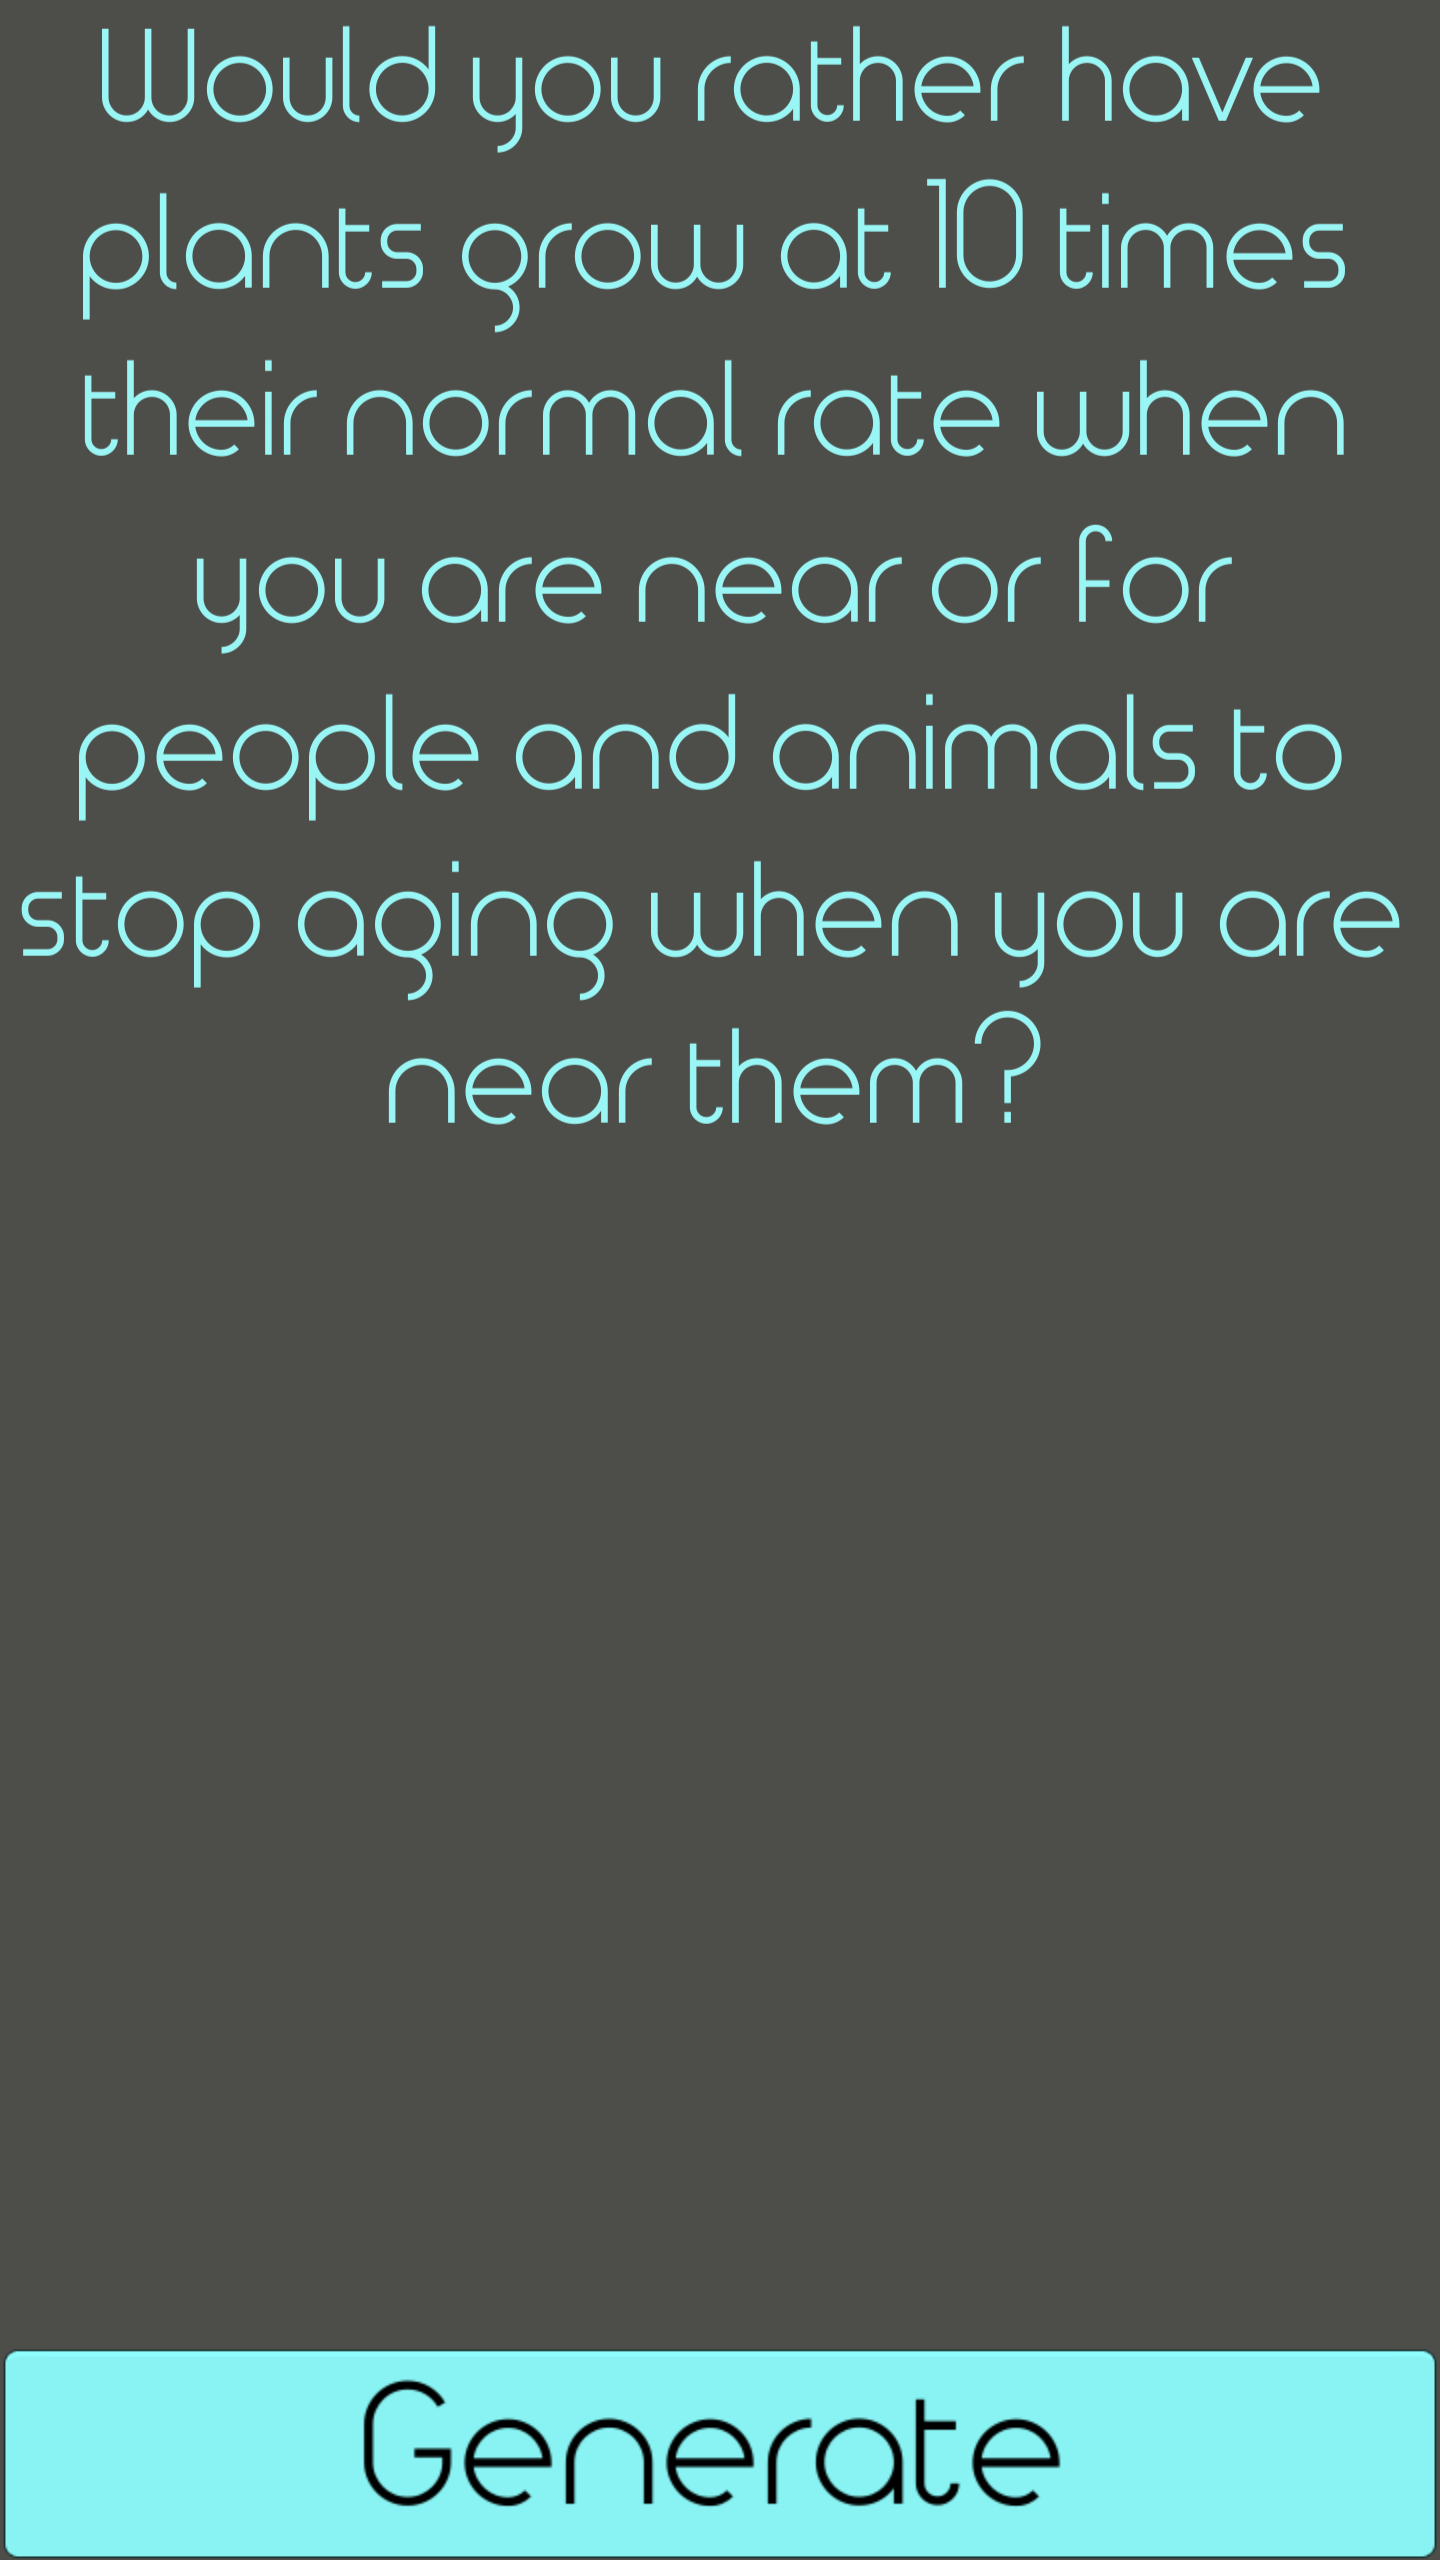 Would you rather have
plants grow at 10 times
their normal rate when
you are near or for
people and animals to
stop aging when you are
near them?
Generate